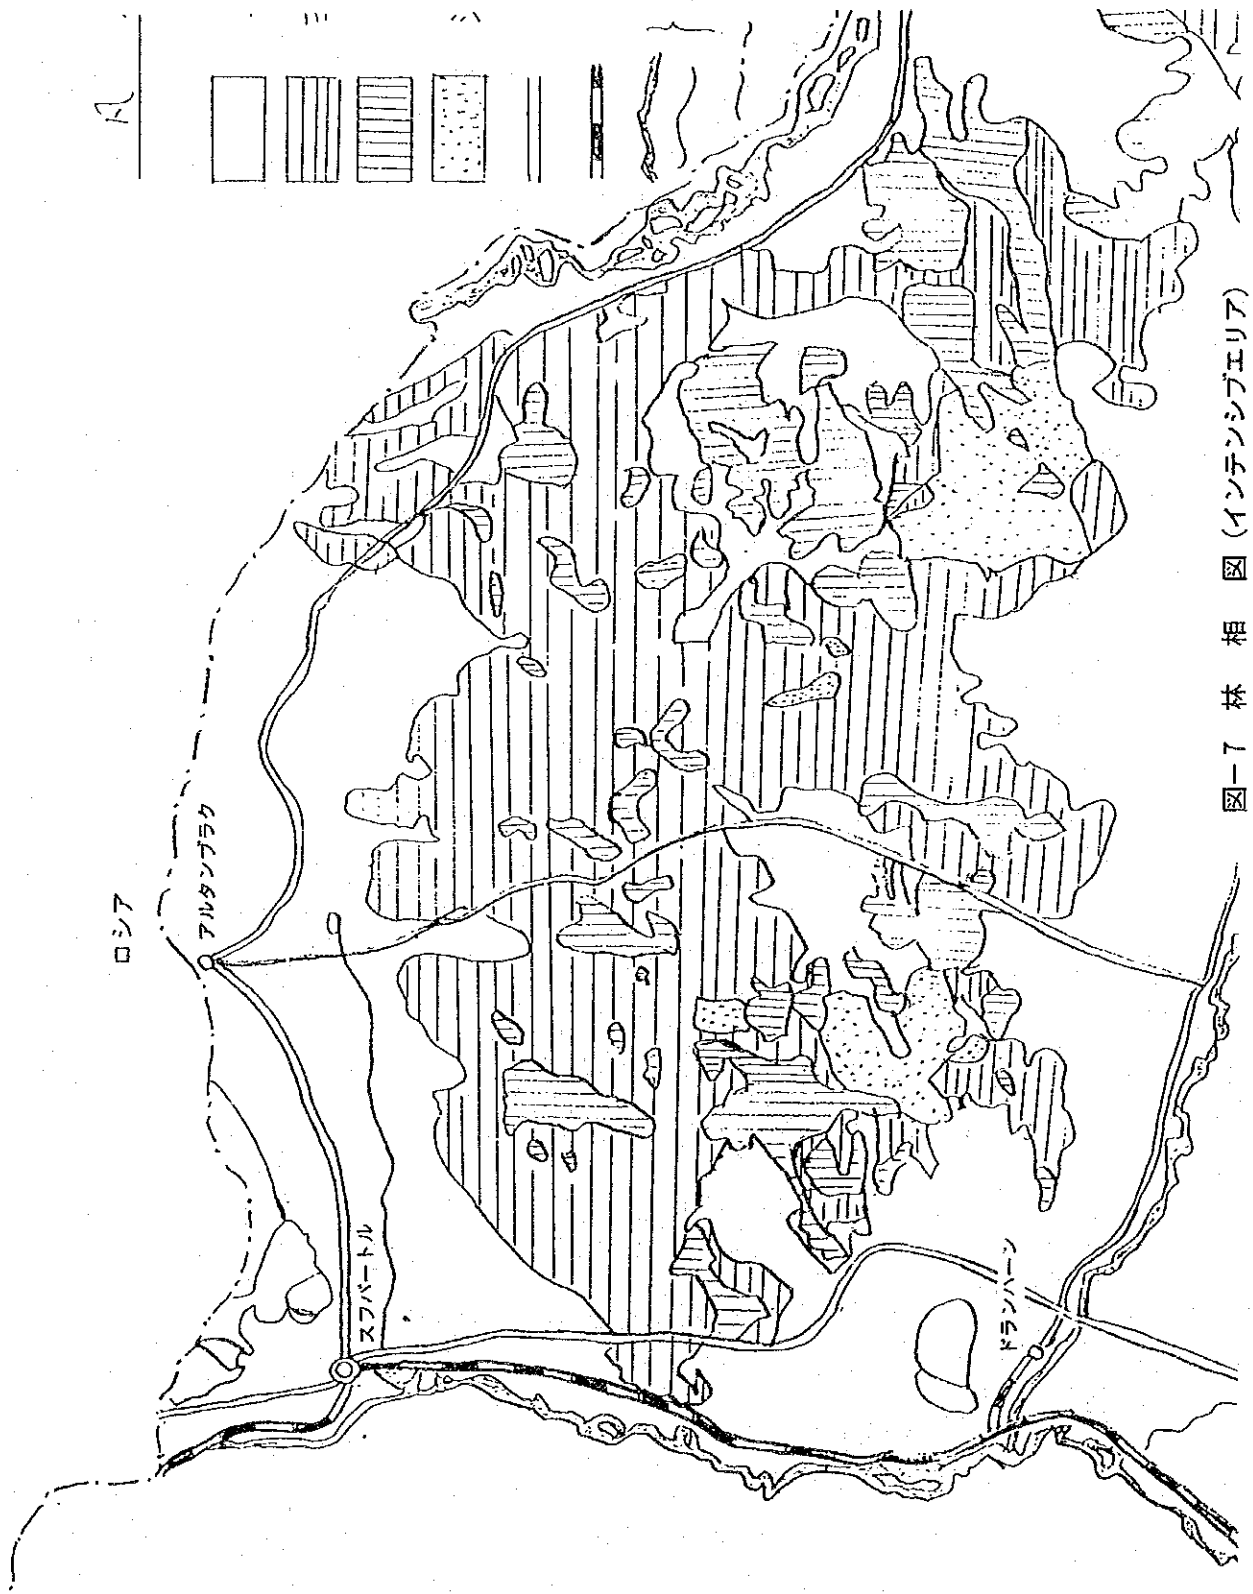 ロシア
アルタンブラク
スフバートル
ドランハーン
図－7 林 相 図 (インテンシブエリア)